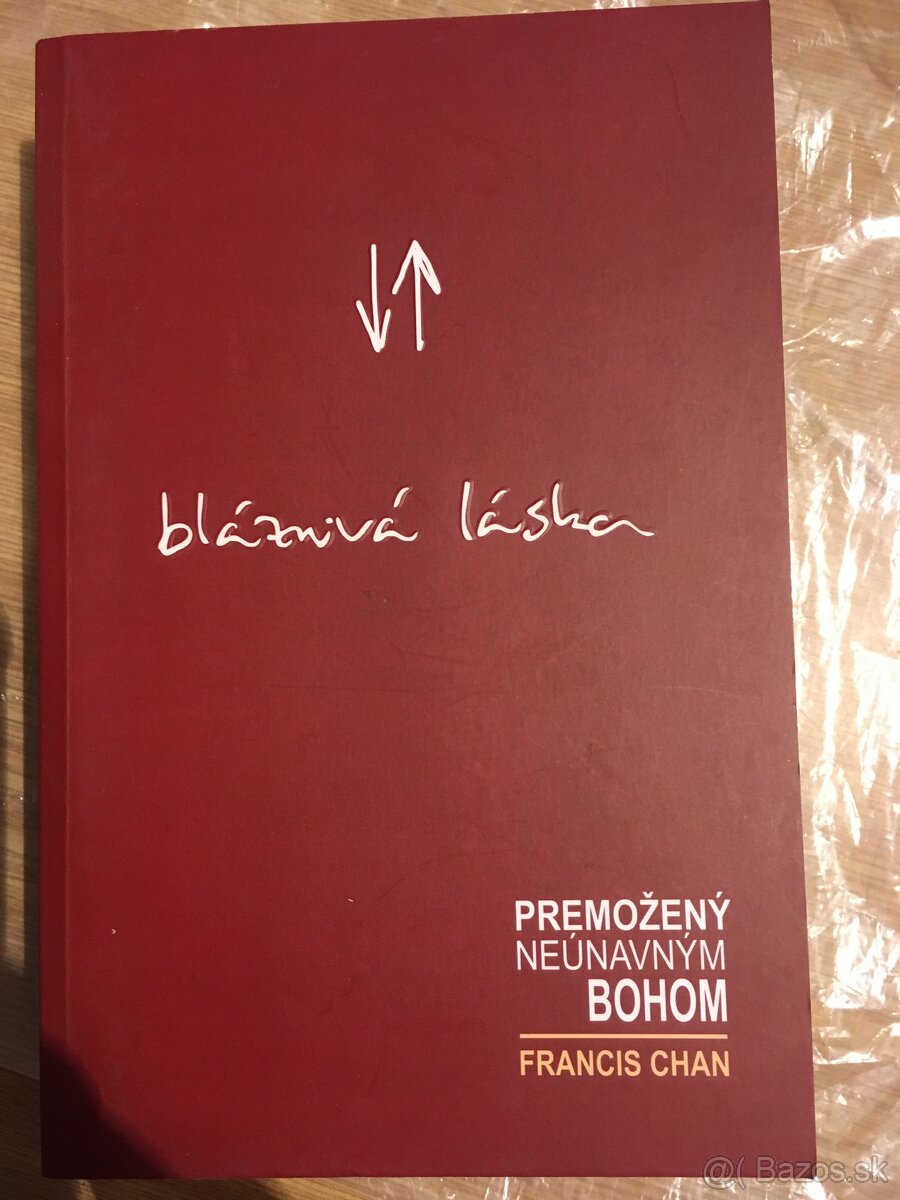 bláznivá láska
PREMOŽENÝ
NEÚNAVNÝM
BOHOM
FRANCIS CHAN
@( Bazos.sk